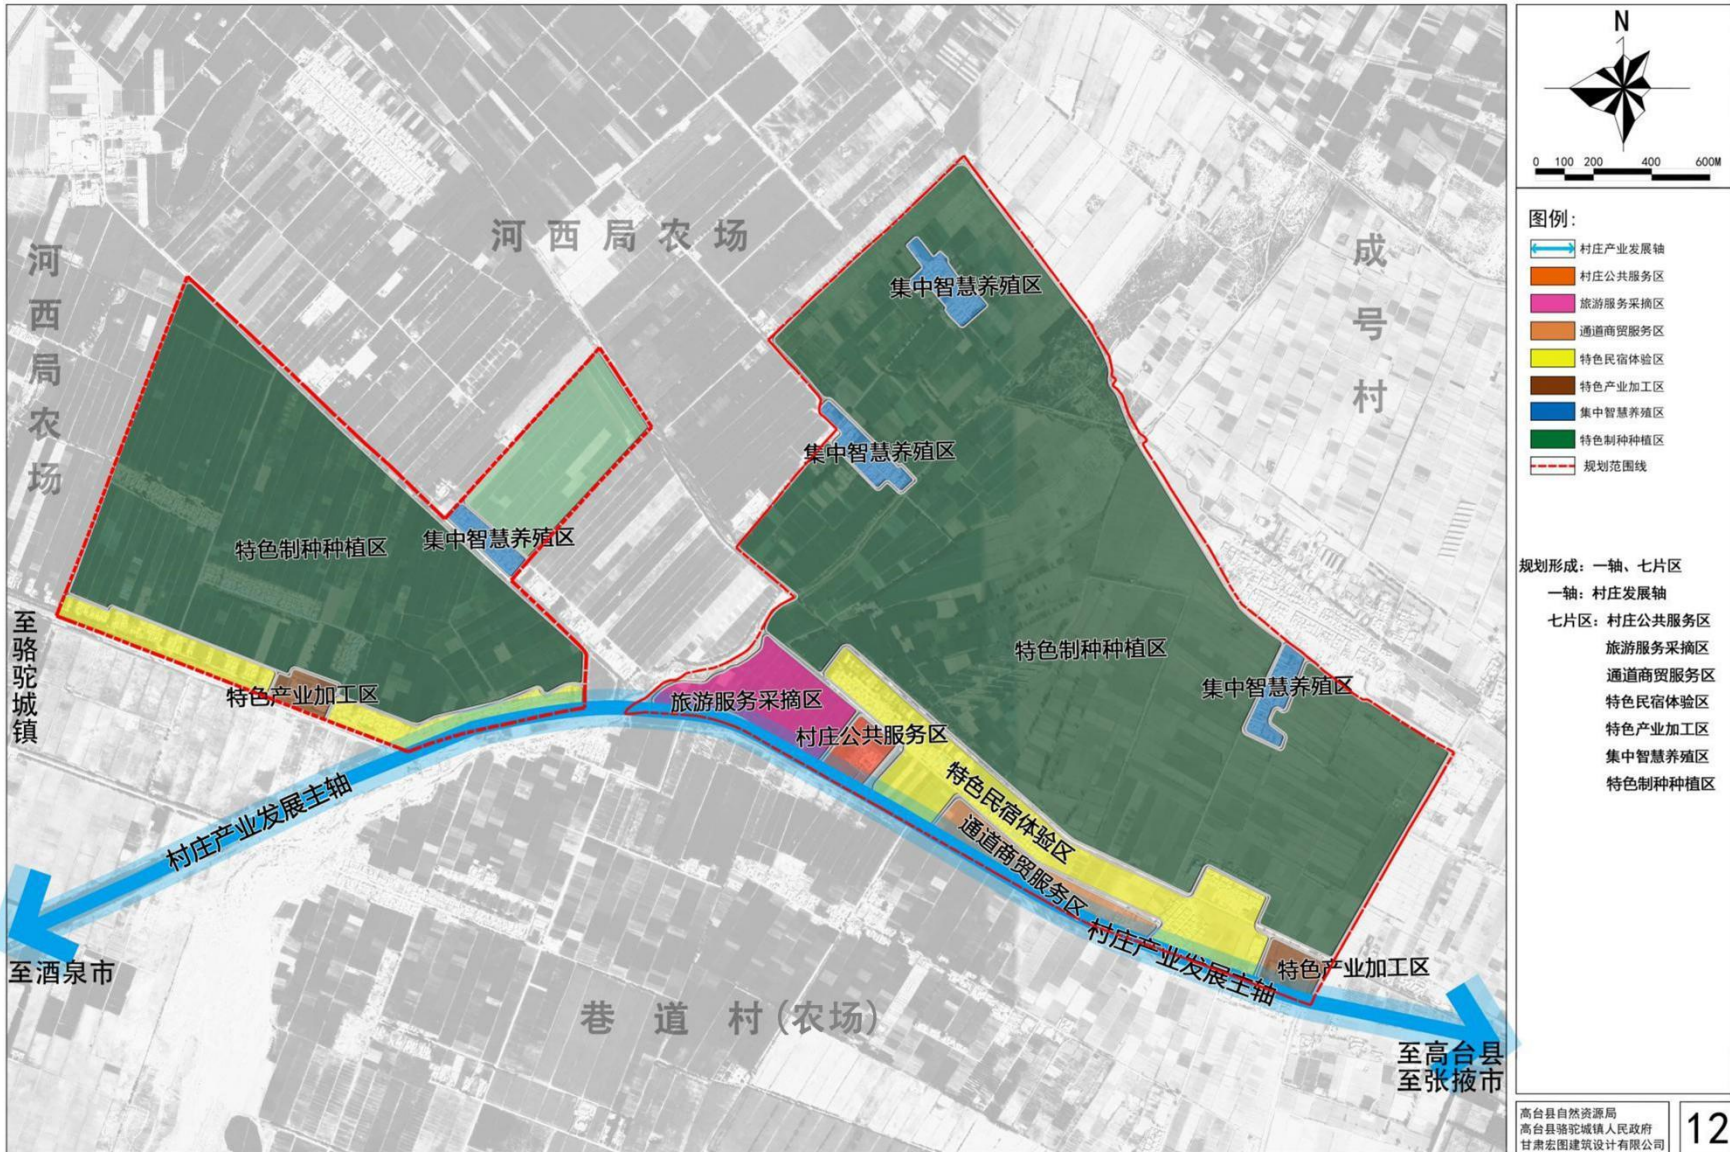 河西局农场
河西局农场
成号村
集中智慧养殖区
集中智慧养殖区
特色制种种植区
集中智慧养殖区
特色制种种植区
集中智慧养殖区
至骆驼城镇
特色产业加工区
旅游服务采摘区
村庄公共服务区
特色民宿体验区
通道商贸服务区
村庄产业发展主轴
村庄产业发展主轴
特色产业加工区
至酒泉市
巷道村(农场)
至高台县
至张掖市
N
0 100 200 400 600M
图例:
村庄产业发展轴
村庄公共服务区
旅游服务采摘区
通道商贸服务区
特色民宿体验区
特色产业加工区
集中智慧养殖区
特色制种种植区
规划范围线
规划形成: 一轴、七片区
一轴: 村庄发展轴
七片区: 村庄公共服务区
旅游服务采摘区
通道商贸服务区
特色民宿体验区
特色产业加工区
集中智慧养殖区
特色制种种植区
高台县自然资源局
高台县骆驼城镇人民政府
甘肃宏图建筑设计有限公司
12